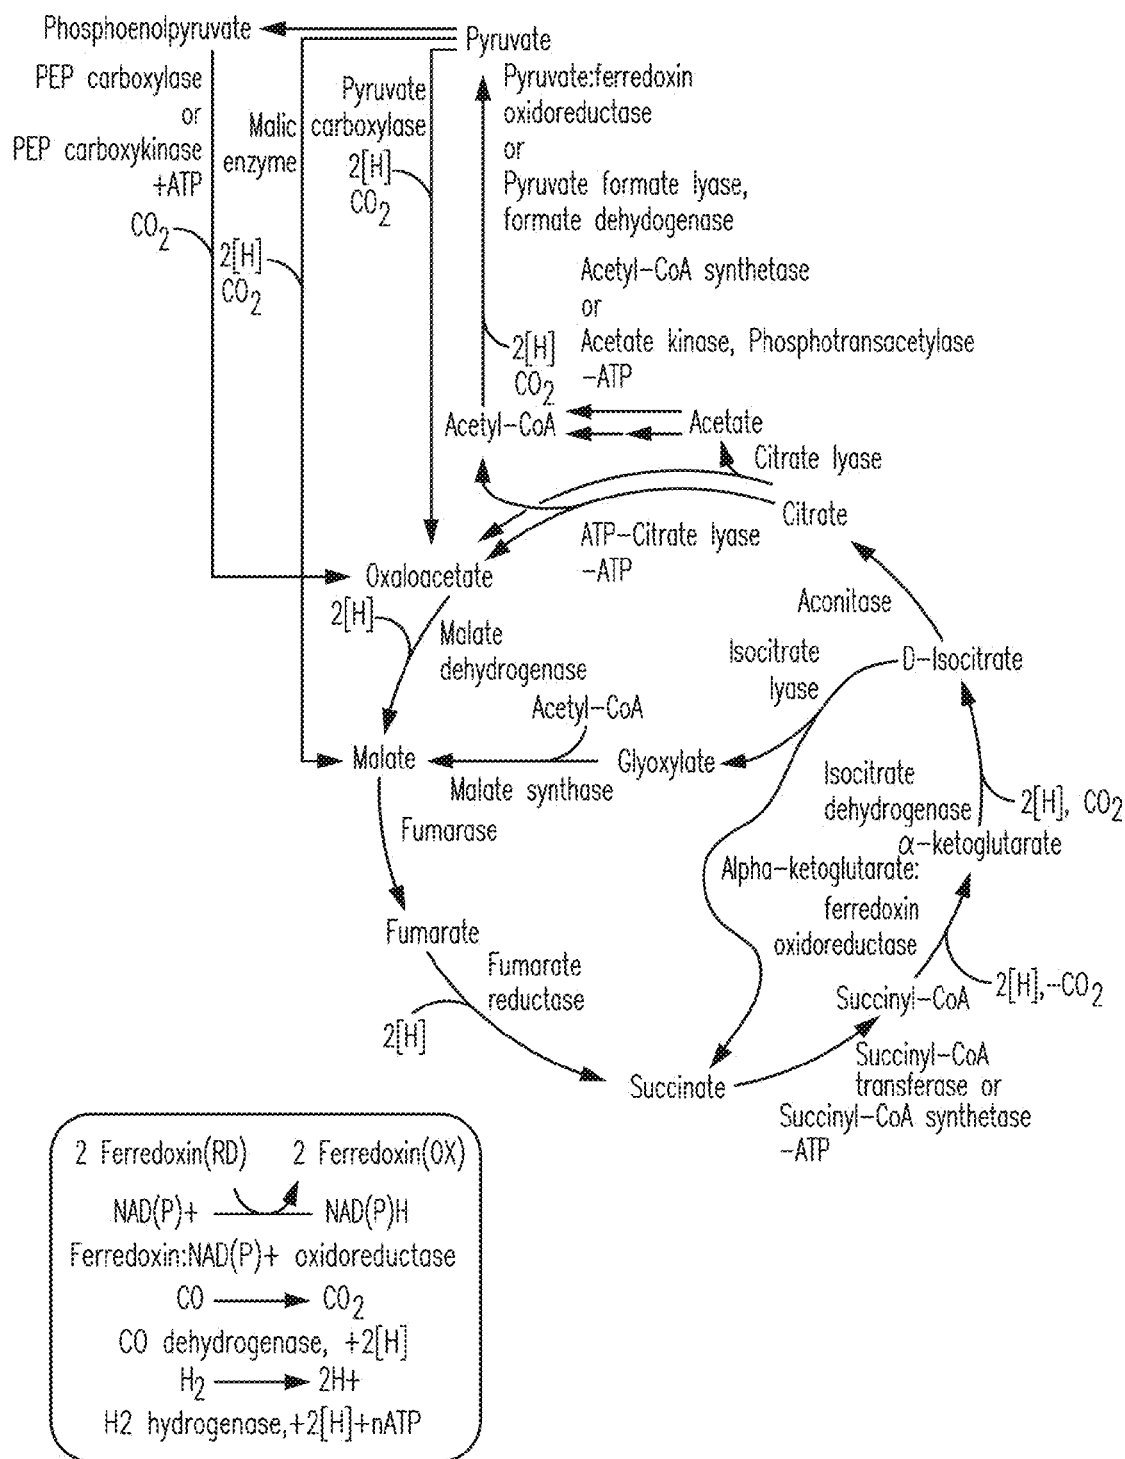 Phosphoenolpyruvate
Pyruvate
PEP carboxylase
or
PEP carboxykinase
+ATP
CO2
Malic
enzyme
2[H]
CO2
Pyruvate
carboxylase
2[H]
CO2
Pyruvate:ferredoxin
oxidoreductase
or
Pyruvate formate lyase,
formate dehydogenase
Acetyl-CoA synthetase
or
Acetate kinase, Phosphotransacetylase
-ATP
2[H]
CO2
Acetyl-CoA
Acetate
Citrate lyase
Citrate
ATP-Citrate lyase
-ATP
Oxaloacetate
2[H]
Malate
dehydrogenase
Aconitase
D-Isocitrate
Isocitrate
lyase
Acetyl-CoA
Malate
Glyoxylate
Malate synthase
Isocitrate
dehydrogenase
2[H], CO2
α-ketoglutarate
Fumarase
Alpha-ketoglutarate:
ferredoxin
oxidoreductase
Fumarate
Fumarate
reductase
2[H]
2[H],-CO2
Succinyl-CoA
Succinate
Succinyl-CoA
transferase or
Succinyl-CoA synthetase
-ATP
2 Ferredoxin(RD) 2 Ferredoxin(OX)
NAD(P)+ NAD(P)H
Ferredoxin:NAD(P)+ oxidoreductase
CO CO2
CO dehydrogenase, +2[H]
H2 2H+
H2 hydrogenase,+2[H]+nATP